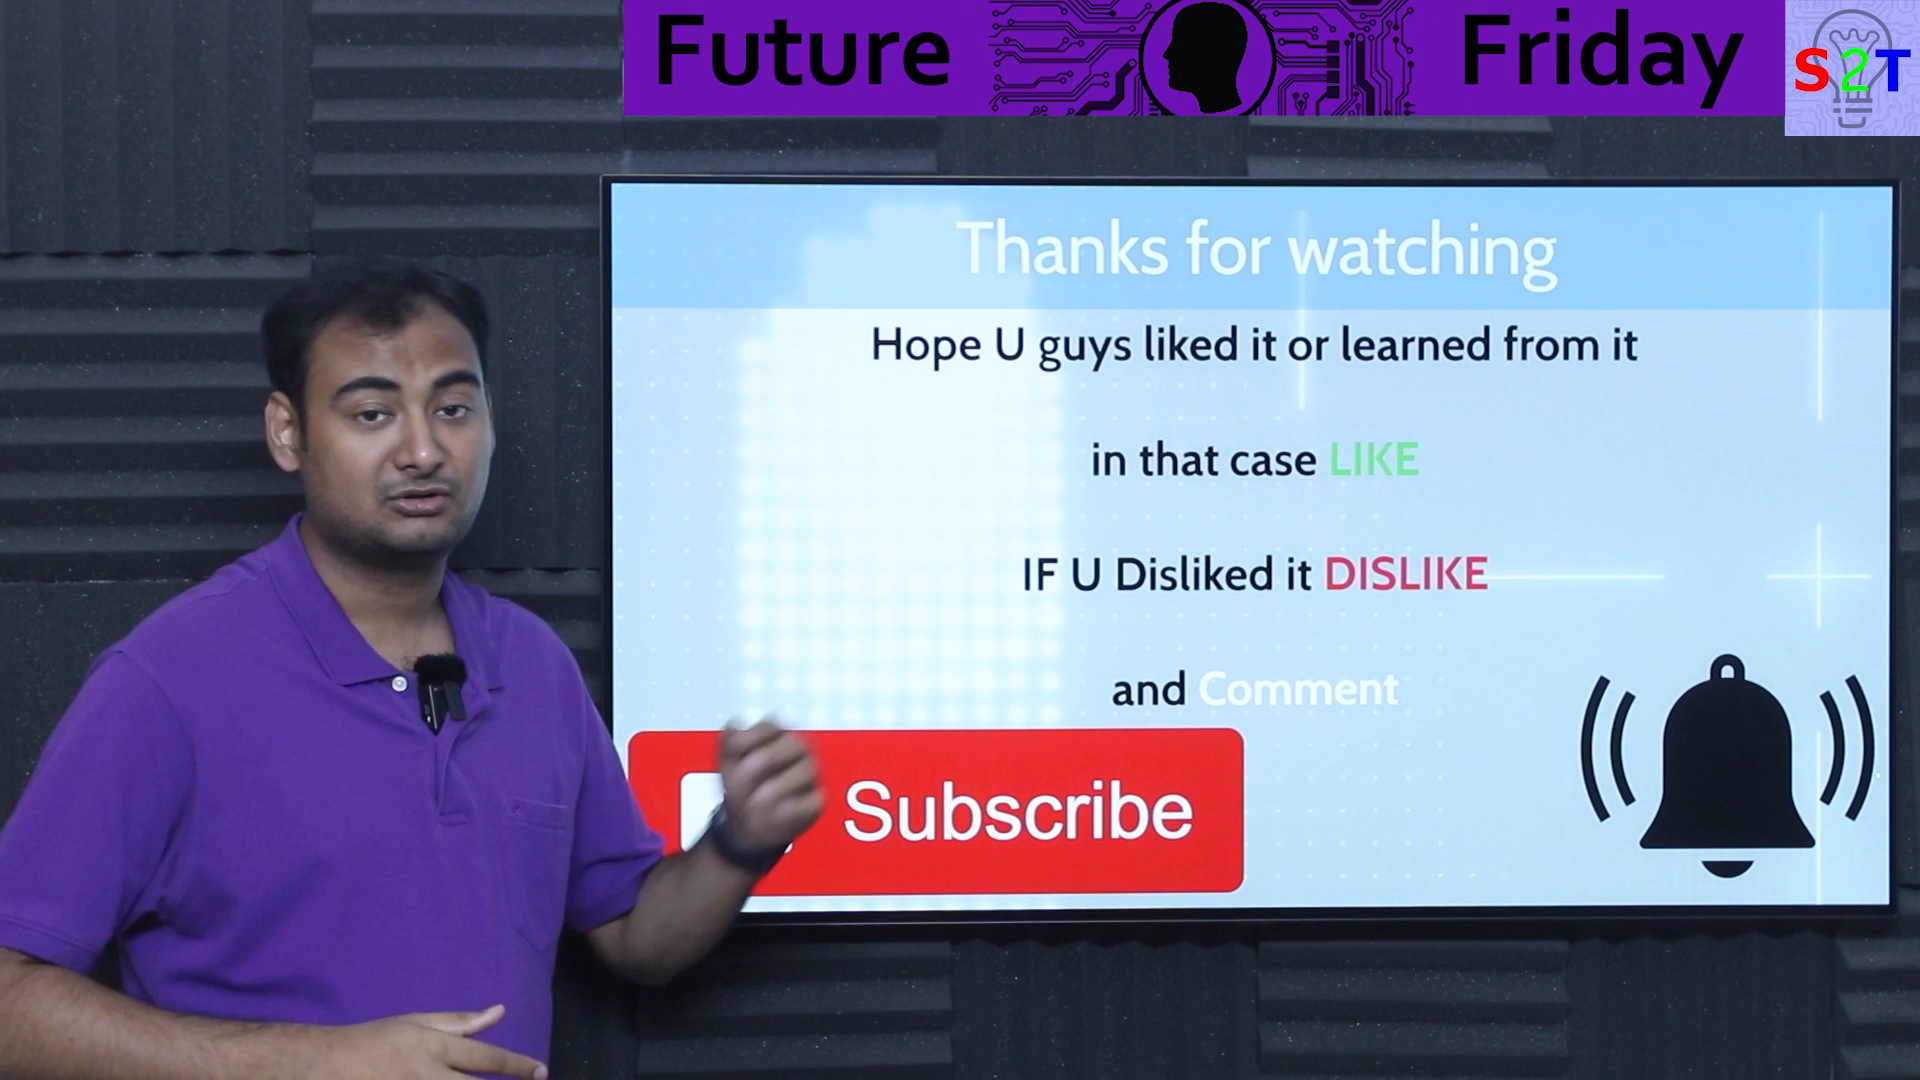 Future Friday
S2T
Thanks for watching
Hope U guys liked it or learned from it
in that case LIKE
IF U Disliked it DISLIKE
and Comment
Subscribe